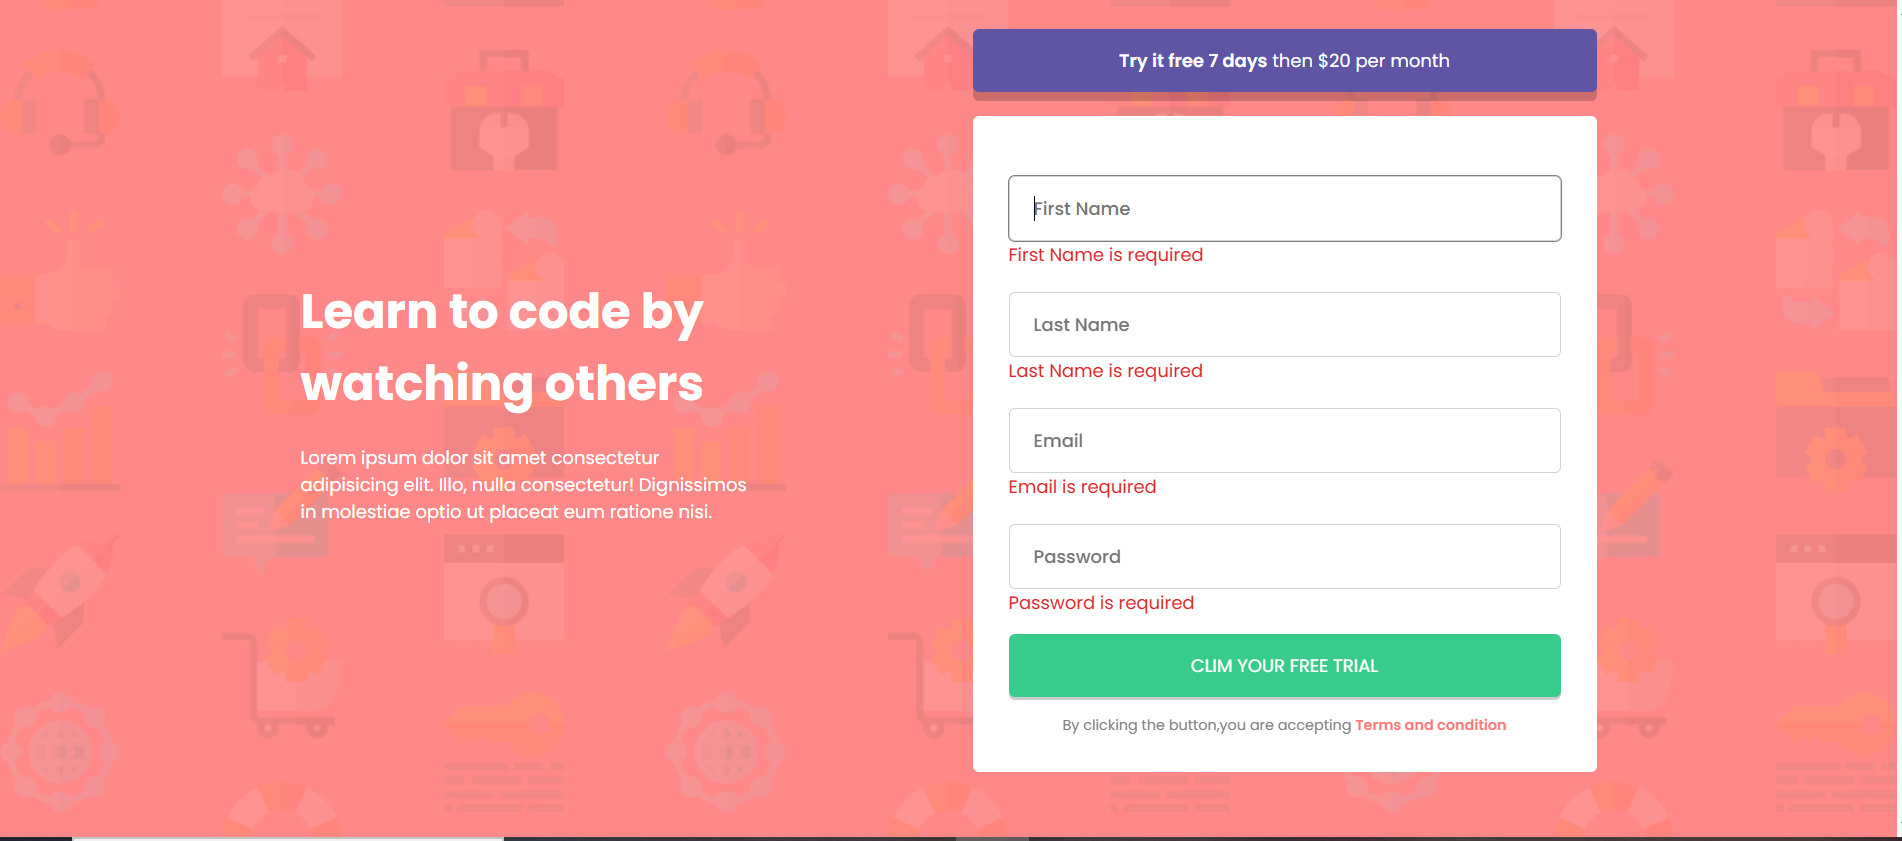 Learn to code by
watching others
Lorem ipsum dolor sit amet consectetur
adipisicing elit. Illo, nulla consectetur! Dignissimos
in molestiae optio ut placeat eum ratione nisi.
Try it free 7 days then $20 per month
First Name
First Name is required
Last Name
Last Name is required
Email
Email is required
Password
Password is required
CLIM YOUR FREE TRIAL
By clicking the button,you are accepting Terms and condition